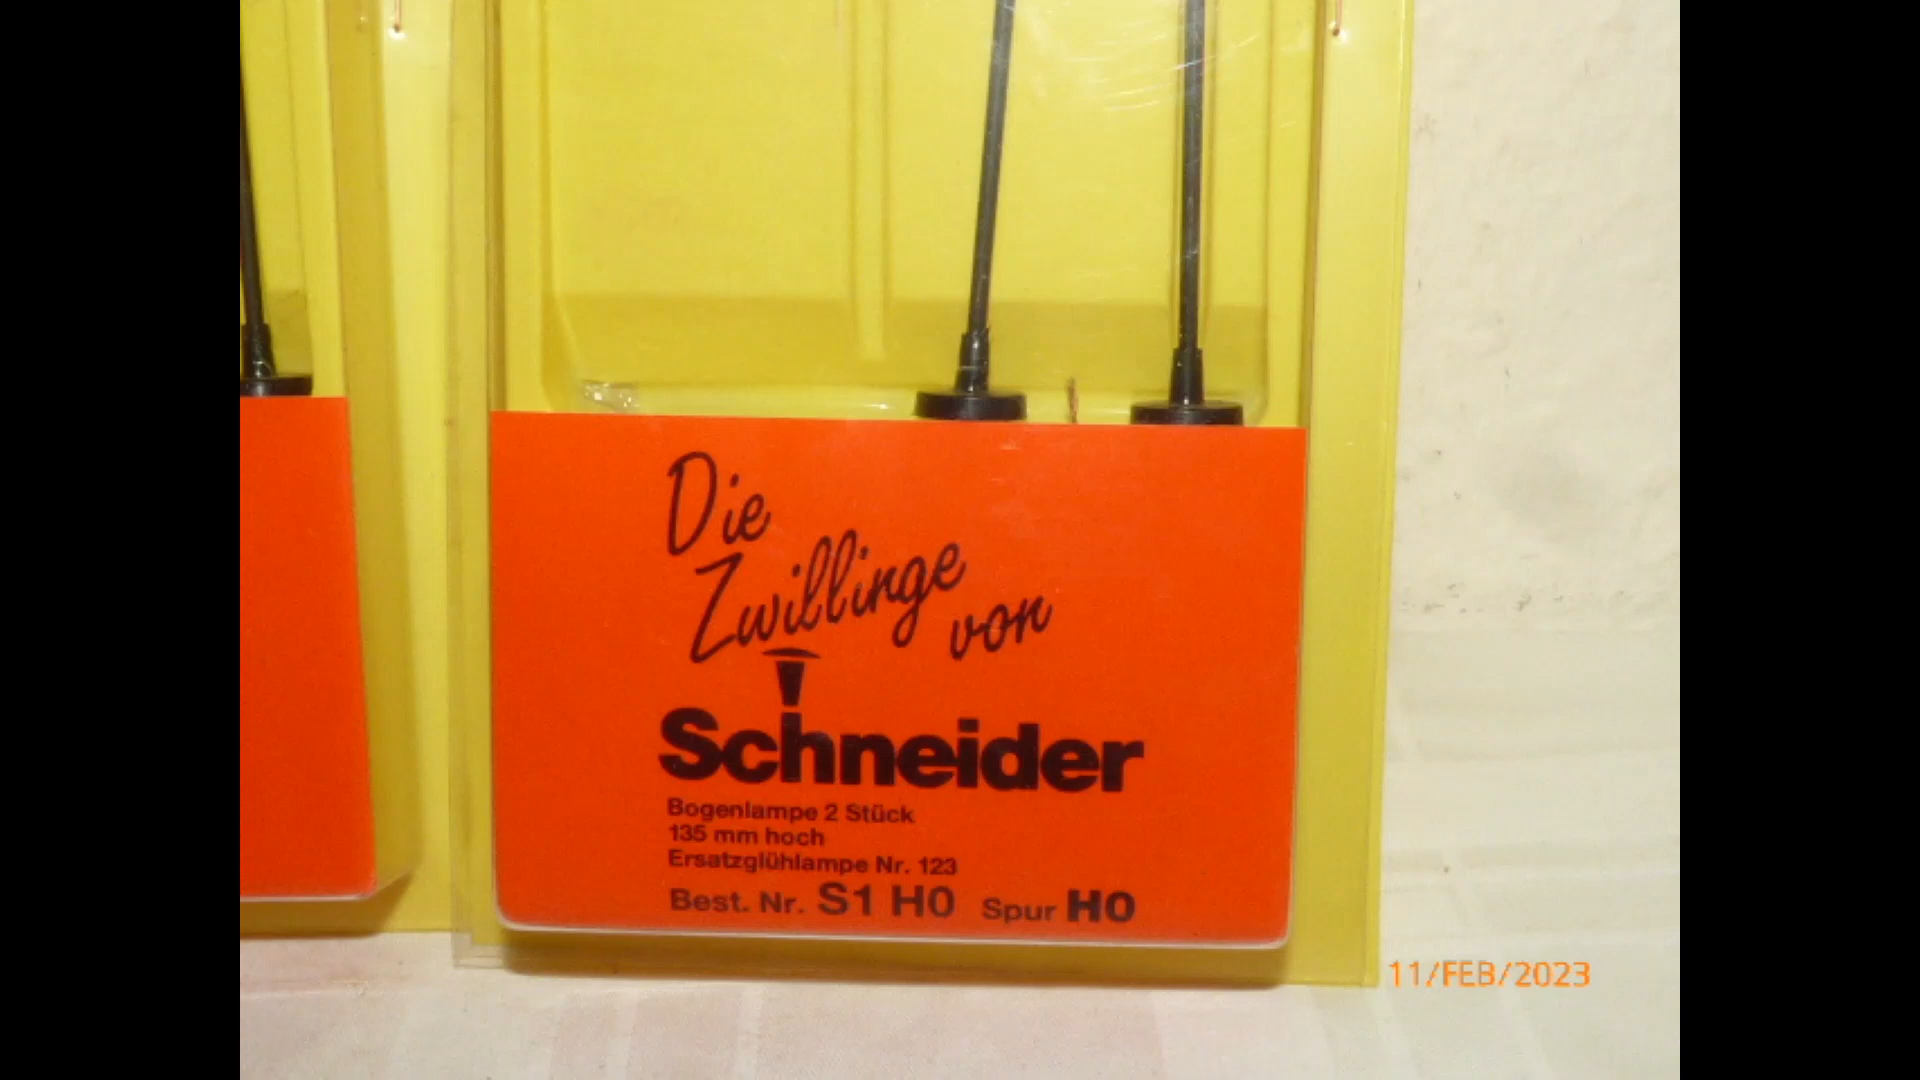 Die
Zwillinge
von
Schneider
Bogenlampe 2 Stück
135 mm hoch
Ersatzglühlampe Nr. 123
Best. Nr. S1 H0 Spur H0
11/FEB/2023